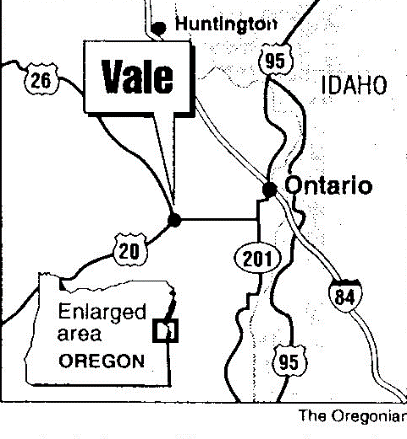 Huntington
95
Vale
26
IDAHO
Ontario
20
201
84
Enlarged
area
OREGON
95
The Oregonian